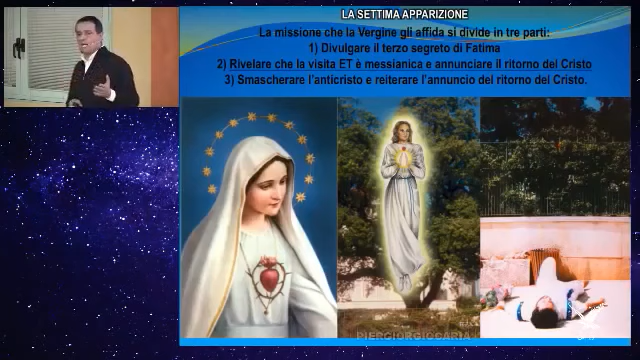 LA SETTIMA APPARIZIONE
La missione che la Vergine gli affida si divide in tre parti:
1) Divulgare il terzo segreto di Fatima
2) Rivelare che la visita ET è messianica e annunciare il ritorno del Cristo
3) Smascherare l'anticristo e reiterare l'annuncio del ritorno del Cristo.
PIERGIORGIO CARIA